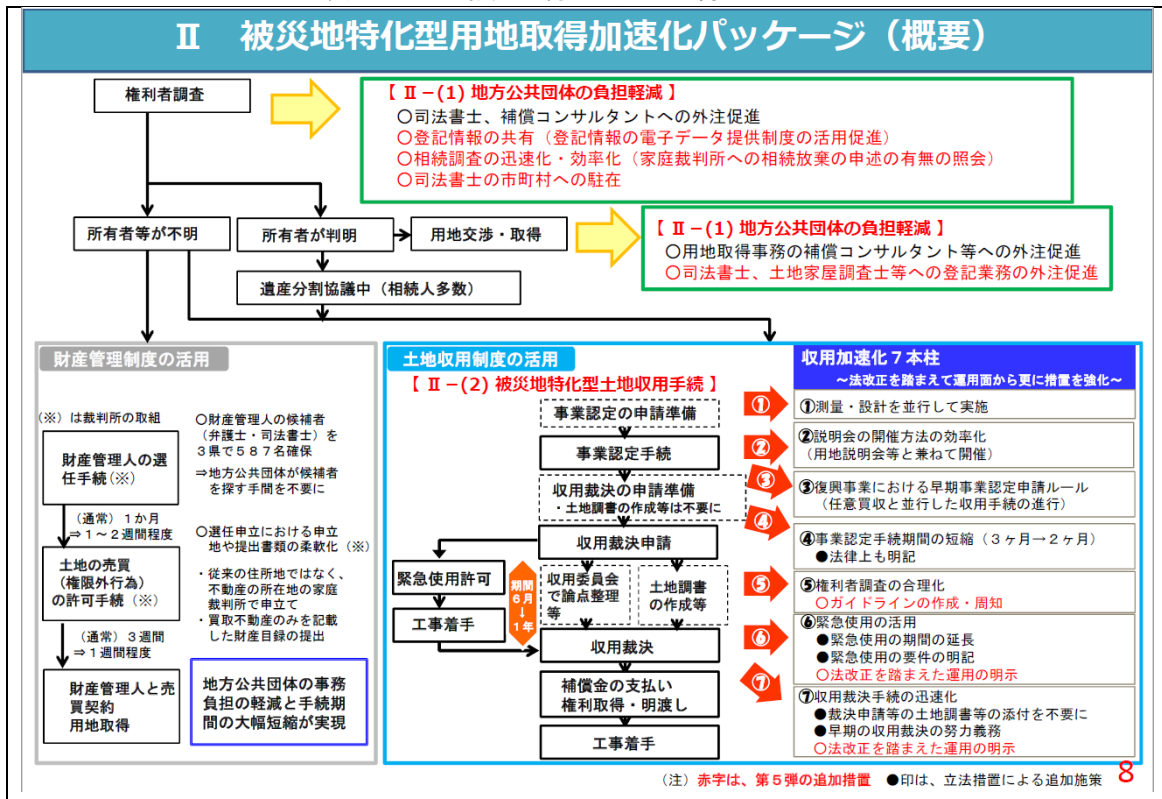 Ⅱ　被災地特化型用地取得加速化パッケージ（概要）
権利者調査
【 Ⅱ－(1) 地方公共団体の負担軽減 】
〇司法書士、補償コンサルタントへの外注促進
〇登記情報の共有（登記情報の電子データ提供制度の活用促進）
〇相続調査の迅速化・効率化（家庭裁判所への相続放棄の申述の有無の照会）
〇司法書士の市町村への駐在
所有者等が不明
所有者が判明
用地交渉・取得
【 Ⅱ－(1) 地方公共団体の負担軽減 】
〇用地取得事務の補償コンサルタント等への外注促進
〇司法書士、土地家屋調査士等への登記業務の外注促進
遺産分割協議中（相続人多数）
財産管理制度の活用
（※）は裁判所の取組
財産管理人の選
任手続（※）
（通常）１か月
⇒１～２週間程度
土地の売買
（権限外行為）
の許可手続（※）
（通常）３週間
⇒１週間程度
財産管理人と売
買契約
用地取得
〇財産管理人の候補者
（弁護士・司法書士）を
３県で５８７名確保
⇒地方公共団体が候補者
を探す手間を不要に
〇選任申立における申立
地や提出書類の柔軟化（※）
・従来の住所地ではなく、
不動産の所在地の家庭
裁判所で申立て
・買取不動産のみを記
載した財産目録の提出
地方公共団体の事務
負担の軽減と手続期
間の大幅短縮が実現
土地収用制度の活用
【 Ⅱ－(2) 被災地特化型土地収用手続 】
事業認定の申請準備
事業認定手続
収用裁決の申請準備
・土地調書の作成等は不要に
収用裁決申請
緊急使用許可
工事着手
期間
６月
↓
１年
収用委員会
で論点整理
等
土地調書
の作成等
収用裁決
補償金の支払い
権利取得・明渡し
工事着手
①
②
③
④
⑤
⑥
⑦
収用加速化７本柱
～法改正を踏まえて運用面から更に措置を強化～
①測量・設計を並行して実施
②説明会の開催方法の効率化
（用地説明会等と兼ねて開催）
③復興事業における早期事業認定申請ルール
（任意買収と並行した収用手続の進行）
④事業認定手続期間の短縮（３ヶ月→２ヶ月）
●法律上も明記
⑤権利者調査の合理化
〇ガイドラインの作成・周知
⑥緊急使用の活用
●緊急使用の期間の延長
●緊急使用の要件の明記
〇法改正を踏まえた運用の明示
⑦収用裁決手続の迅速化
●裁決申請等の土地調書等の添付を不要に
●早期の収用裁決の努力義務
〇法改正を踏まえた運用の明示
（注）赤字は、第５弾の追加措置　●印は、立法措置による追加施策
8